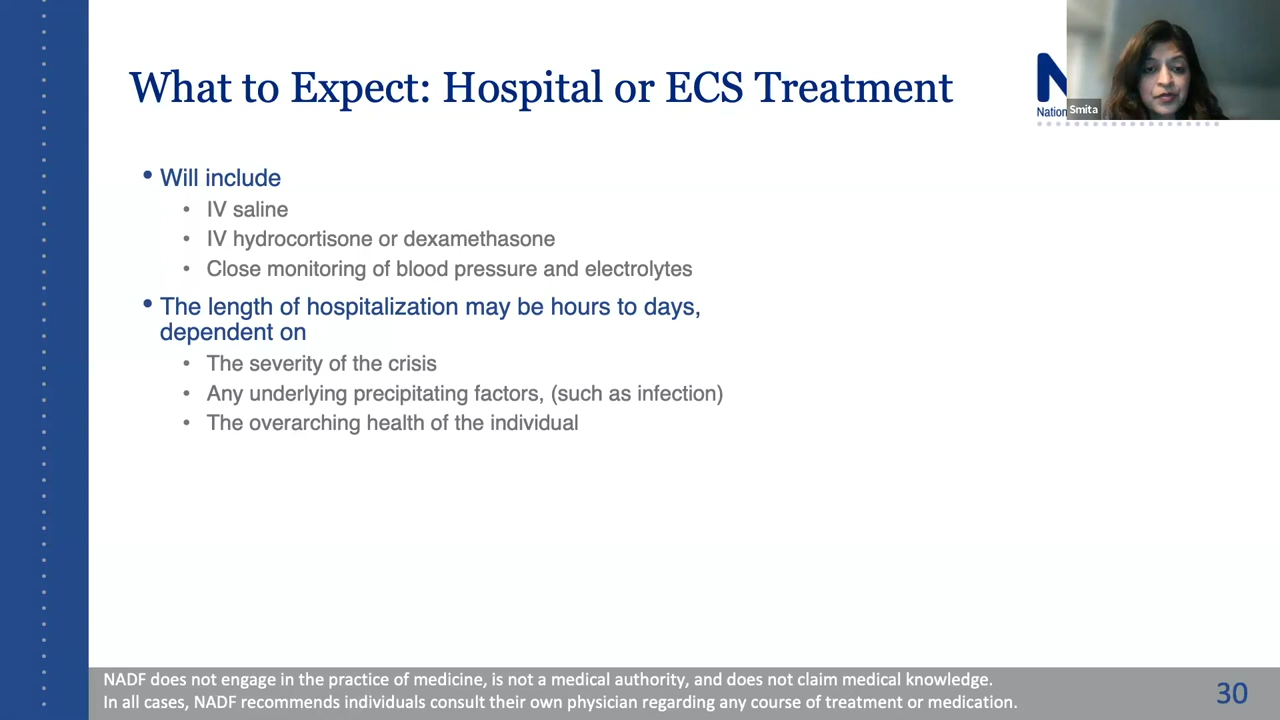 What to Expect: Hospital or ECS Treatment
N
Nation
Smita
• Will include
• IV saline
• IV hydrocortisone or dexamethasone
• Close monitoring of blood pressure and electrolytes
• The length of hospitalization may be hours to days,
dependent on
• The severity of the crisis
• Any underlying precipitating factors, (such as infection)
• The overarching health of the individual
NADF does not engage in the practice of medicine, is not a medical authority, and does not claim medical knowledge.
In all cases, NADF recommends individuals consult their own physician regarding any course of treatment or medication.
30